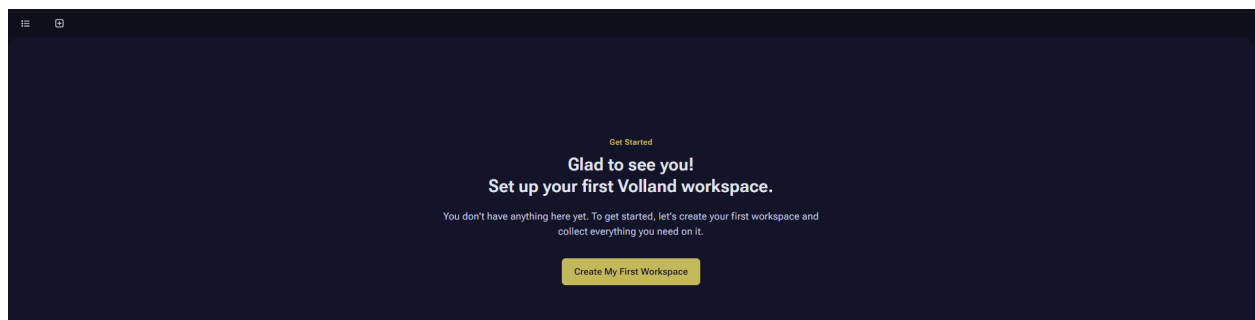 Get Started
Glad to see you!
Set up your first Volland workspace.
You don't have anything here yet. To get started, let's create your first workspace and
collect everything you need on it.
Create My First Workspace